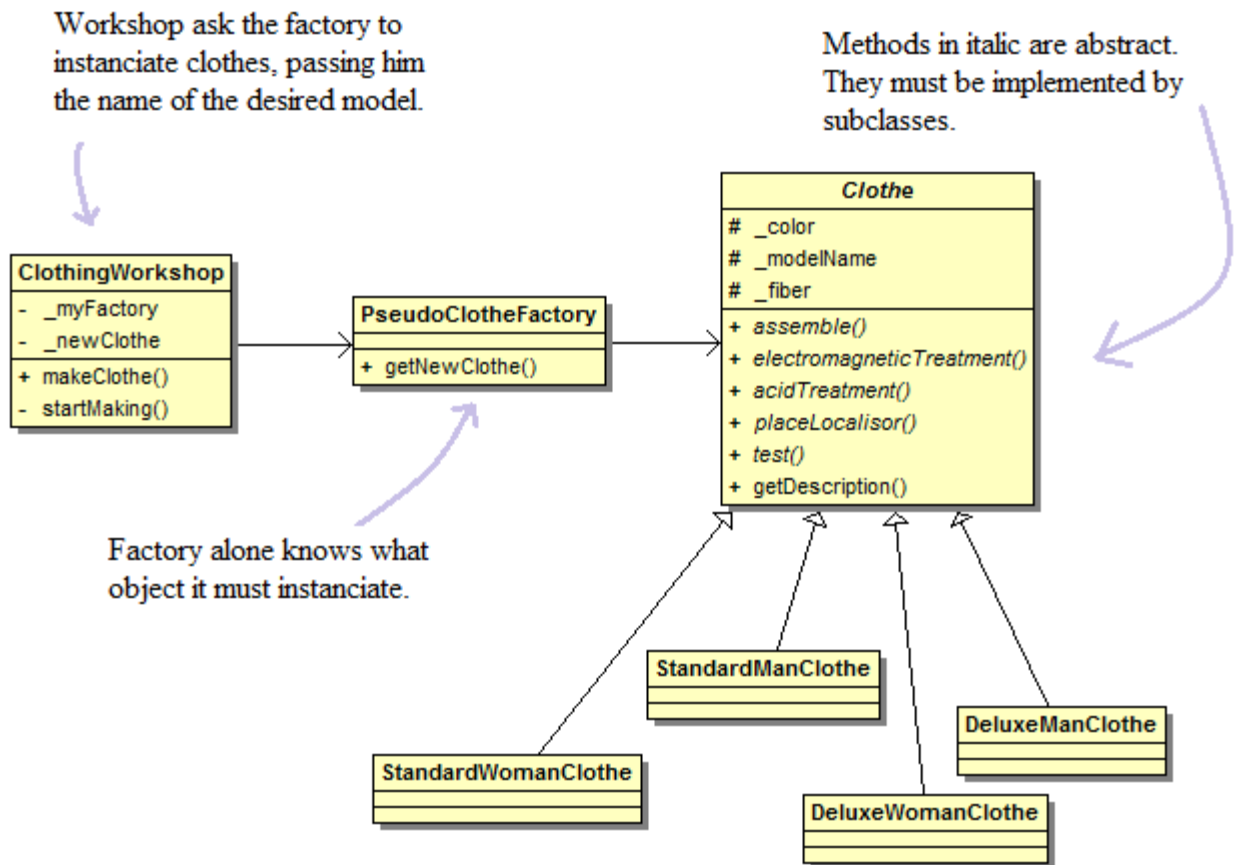 Workshop ask the factory to
instanciate clothes, passing him
the name of the desired model.
Methods in italic are abstract.
They must be implemented by
subclasses.
ClothingWorkshop
- _myFactory
- _newClothe
+ makeClothe()
- startMaking()
PseudoClotheFactory
+ getNewClothe()
Clothe
# _color
# _modelName
# _fiber
+ assemble()
+ electromagneticTreatment()
+ acidTreatment()
+ placeLocalisor()
+ test()
+ getDescription()
Factory alone knows what
object it must instanciate.
StandardManClothe
DeluxeManClothe
StandardWomanClothe
DeluxeWomanClothe